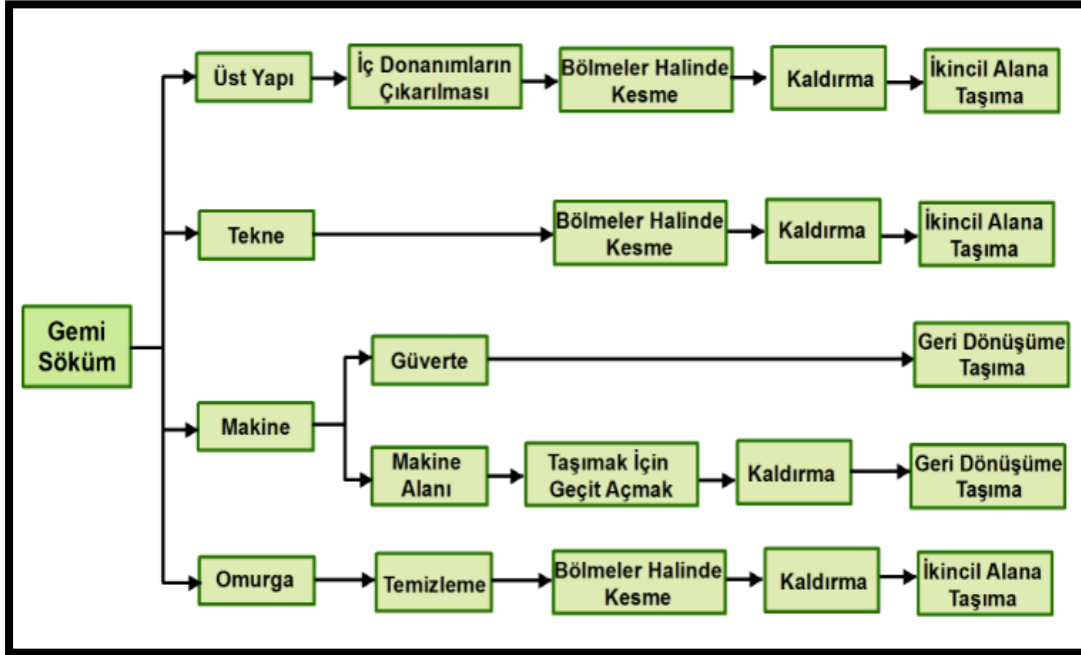 Üst Yapı
İç Donanımların
Çıkarılması
Bölmeler Halinde
Kesme
Kaldırma
İkincil Alana
Taşıma
Tekne
Bölmeler Halinde
Kesme
Kaldırma
İkincil Alana
Taşıma
Gemi
Söküm
Makine
Güverte
Geri Dönüşüme
Taşıma
Makine
Alanı
Taşımak İçin
Geçit Açmak
Kaldırma
Geri Dönüşüme
Taşıma
Omurga
Temizleme
Bölmeler Halinde
Kesme
Kaldırma
İkincil Alana
Taşıma